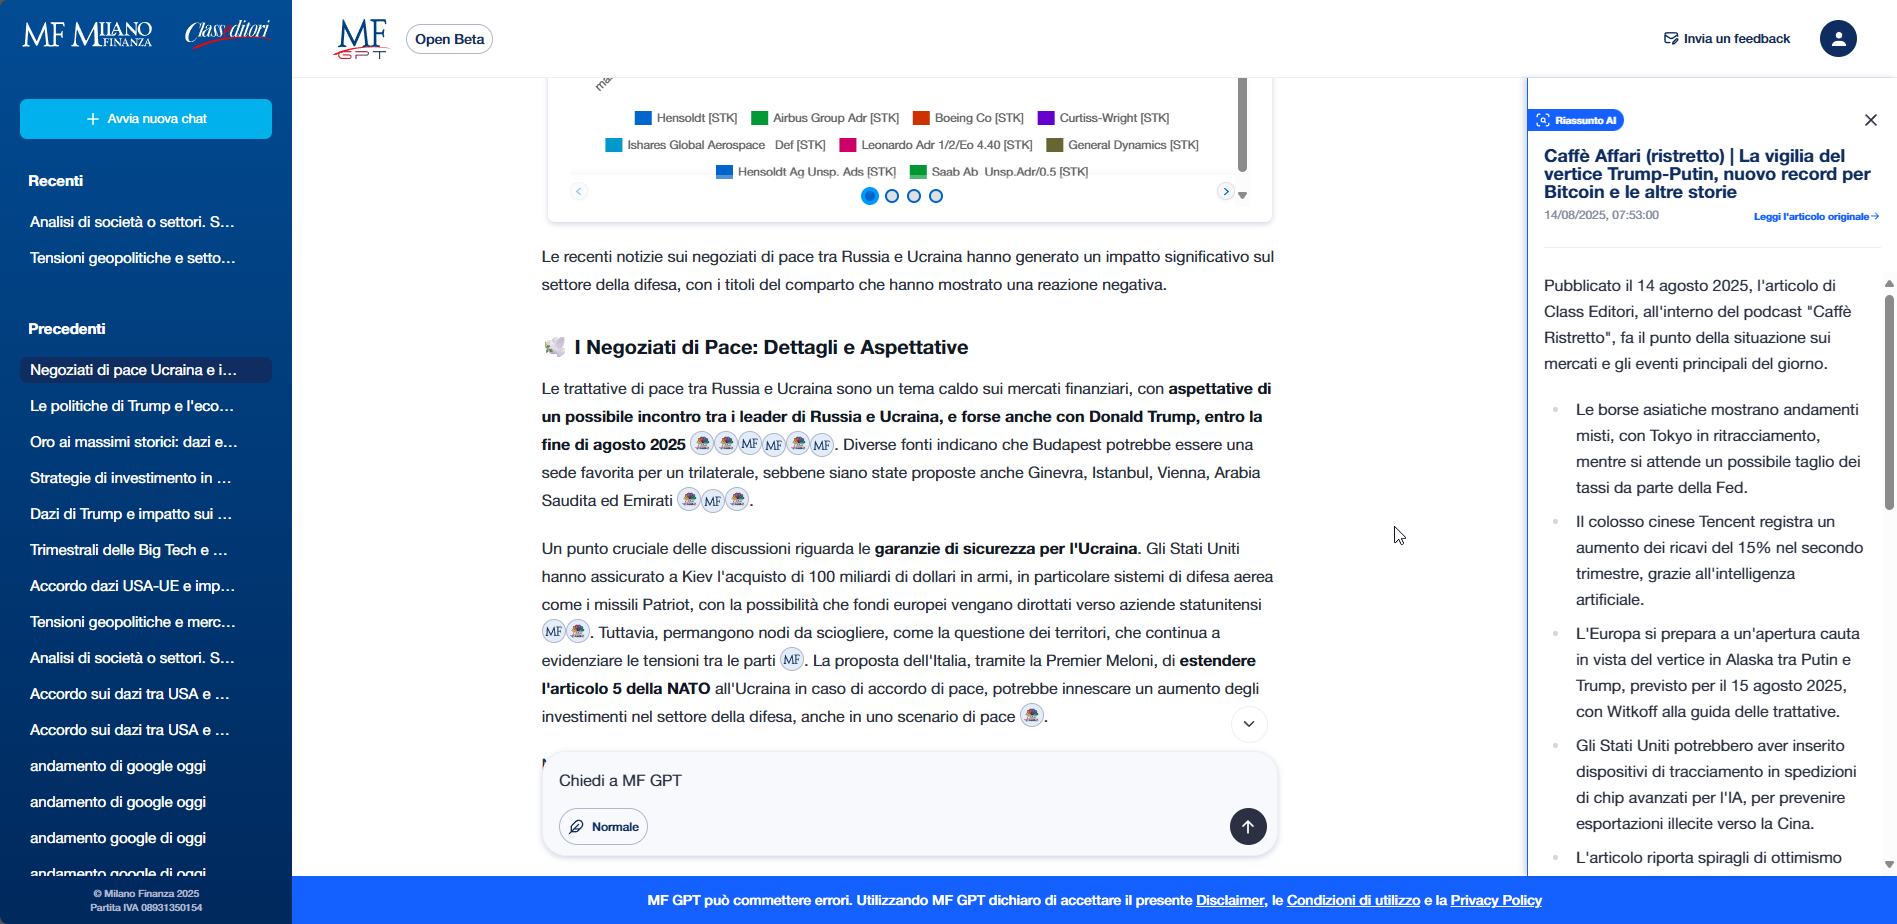 MF MILANO FINANZA
ClassEditori
MF GPT
Open Beta
Invia un feedback
+ Avvia nuova chat
Recenti
Analisi di società o settori. S...
Tensioni geopolitiche e setto...
Precedenti
Negoziati di pace Ucraina e i...
Le politiche di Trump e l'eco...
Oro ai massimi storici: dazi e...
Strategie di investimento in ...
Dazi di Trump e impatto sui ...
Trimestrali delle Big Tech e ...
Accordo dazi USA-UE e imp...
Tensioni geopolitiche e merc...
Analisi di società o settori. S...
Accordo sui dazi tra USA e ...
Accordo sui dazi tra USA e ...
andamento di google oggi
andamento di google oggi
andamento google di oggi
andamento google di oggi
© Milano Finanza 2025
Partita IVA 08931350154
Hensoldt [STK] Airbus Group Adr [STK] Boeing Co [STK] Curtiss-Wright [STK]
Ishares Global Aerospace Def [STK] Leonardo Adr 1/2/Eo 4.40 [STK] General Dynamics [STK]
Hensoldt Ag Unsp. Ads [STK] Saab Ab Unsp.Adr/0.5 [STK]
Le recenti notizie sui negoziati di pace tra Russia e Ucraina hanno generato un impatto significativo sul
settore della difesa, con i titoli del comparto che hanno mostrato una reazione negativa.
I Negoziati di Pace: Dettagli e Aspettative
Le trattative di pace tra Russia e Ucraina sono un tema caldo sui mercati finanziari, con aspettative di
un possibile incontro tra i leader di Russia e Ucraina, e forse anche con Donald Trump, entro la
fine di agosto 2025 MF MF MF. Diverse fonti indicano che Budapest potrebbe essere una
sede favorita per un trilaterale, sebbene siano state proposte anche Ginevra, Istanbul, Vienna, Arabia
Saudita ed Emirati MF.
Un punto cruciale delle discussioni riguarda le garanzie di sicurezza per l'Ucraina. Gli Stati Uniti
hanno assicurato a Kiev l'acquisto di 100 miliardi di dollari in armi, in particolare sistemi di difesa aerea
come i missili Patriot, con la possibilità che fondi europei vengano dirottati verso aziende statunitensi
MF. Tuttavia, permangono nodi da sciogliere, come la questione dei territori, che continua a
evidenziare le tensioni tra le parti MF. La proposta dell'Italia, tramite la Premier Meloni, di estendere
l'articolo 5 della NATO all'Ucraina in caso di accordo di pace, potrebbe innescare un aumento degli
investimenti nel settore della difesa, anche in uno scenario di pace.
Chiedi a MF GPT
Normale
Riassunto AI
Caffè Affari (ristretto) | La vigilia del
vertice Trump-Putin, nuovo record per
Bitcoin e le altre storie
14/08/2025, 07:53:00
Leggi l'articolo originale
Pubblicato il 14 agosto 2025, l'articolo di
Class Editori, all'interno del podcast "Caffè
Ristretto", fa il punto della situazione sui
mercati e gli eventi principali del giorno.
Le borse asiatiche mostrano andamenti
misti, con Tokyo in ritracciamento,
mentre si attende un possibile taglio dei
tassi da parte della Fed.
Il colosso cinese Tencent registra un
aumento dei ricavi del 15% nel secondo
trimestre, grazie all'intelligenza
artificiale.
L'Europa si prepara a un'apertura cauta
in vista del vertice in Alaska tra Putin e
Trump, previsto per il 15 agosto 2025,
con Witkoff alla guida delle trattative.
Gli Stati Uniti potrebbero aver inserito
dispositivi di tracciamento in spedizioni
di chip avanzati per l'IA, per prevenire
esportazioni illecite verso la Cina.
L'articolo riporta spiragli di ottimismo
MF GPT può commettere errori. Utilizzando MF GPT dichiaro di accettare il presente Disclaimer, le Condizioni di utilizzo e la Privacy Policy